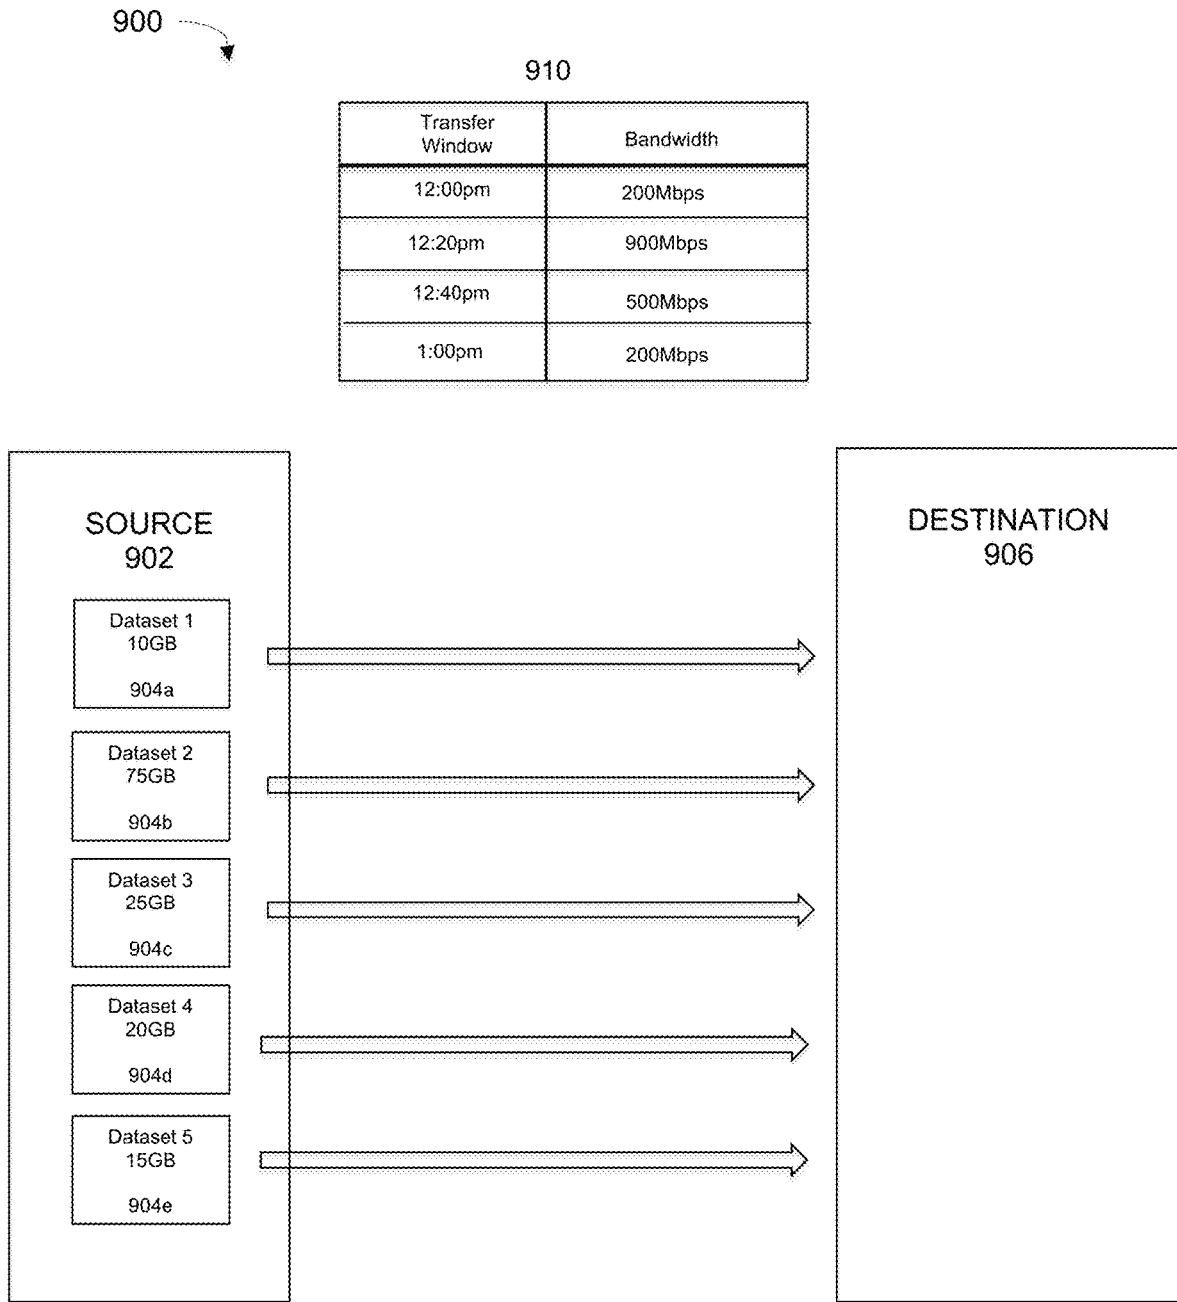 900
910
Transfer
Window
Bandwidth
12:00pm
200Mbps
12:20pm
900Mbps
12:40pm
500Mbps
1:00pm
200Mbps
SOURCE
902
Dataset 1
10GB
904a
Dataset 2
75GB
904b
Dataset 3
25GB
904c
Dataset 4
20GB
904d
Dataset 5
15GB
904e
DESTINATION
906